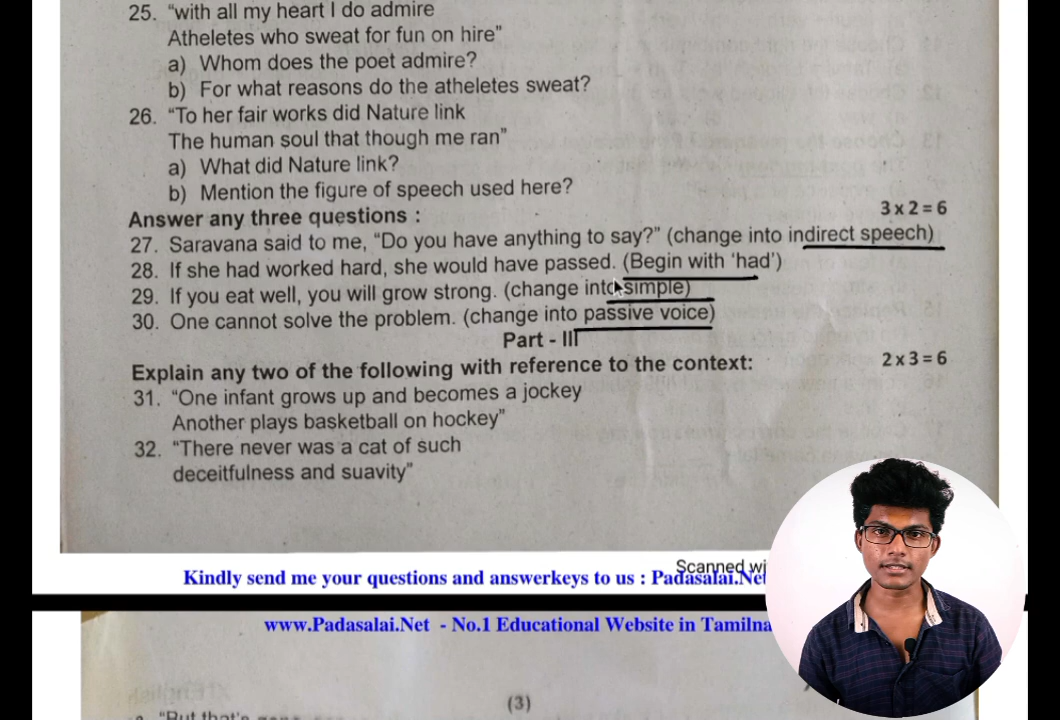 25. “with all my heart I do admire
Atheletes who sweat for fun on hire”
a) Whom does the poet admire?
b) For what reasons do the atheletes sweat?
26. “To her fair works did Nature link
The human soul that though me ran”
a) What did Nature link?
b) Mention the figure of speech used here?
Answer any three questions : 3 x 2 = 6
27. Saravana said to me, “Do you have anything to say?” (change into indirect speech)
28. If she had worked hard, she would have passed. (Begin with ‘had’)
29. If you eat well, you will grow strong. (change into simple)
30. One cannot solve the problem. (change into passive voice)
Part - III
Explain any two of the following with reference to the context: 2 x 3 = 6
31. “One infant grows up and becomes a jockey
Another plays basketball on hockey”
32. “There never was a cat of such
deceitfulness and suavity”
Scanned wi
Kindly send me your questions and answerkeys to us : Padasalai.Net
www.Padasalai.Net - No.1 Educational Website in Tamilna
(3)
“But that's